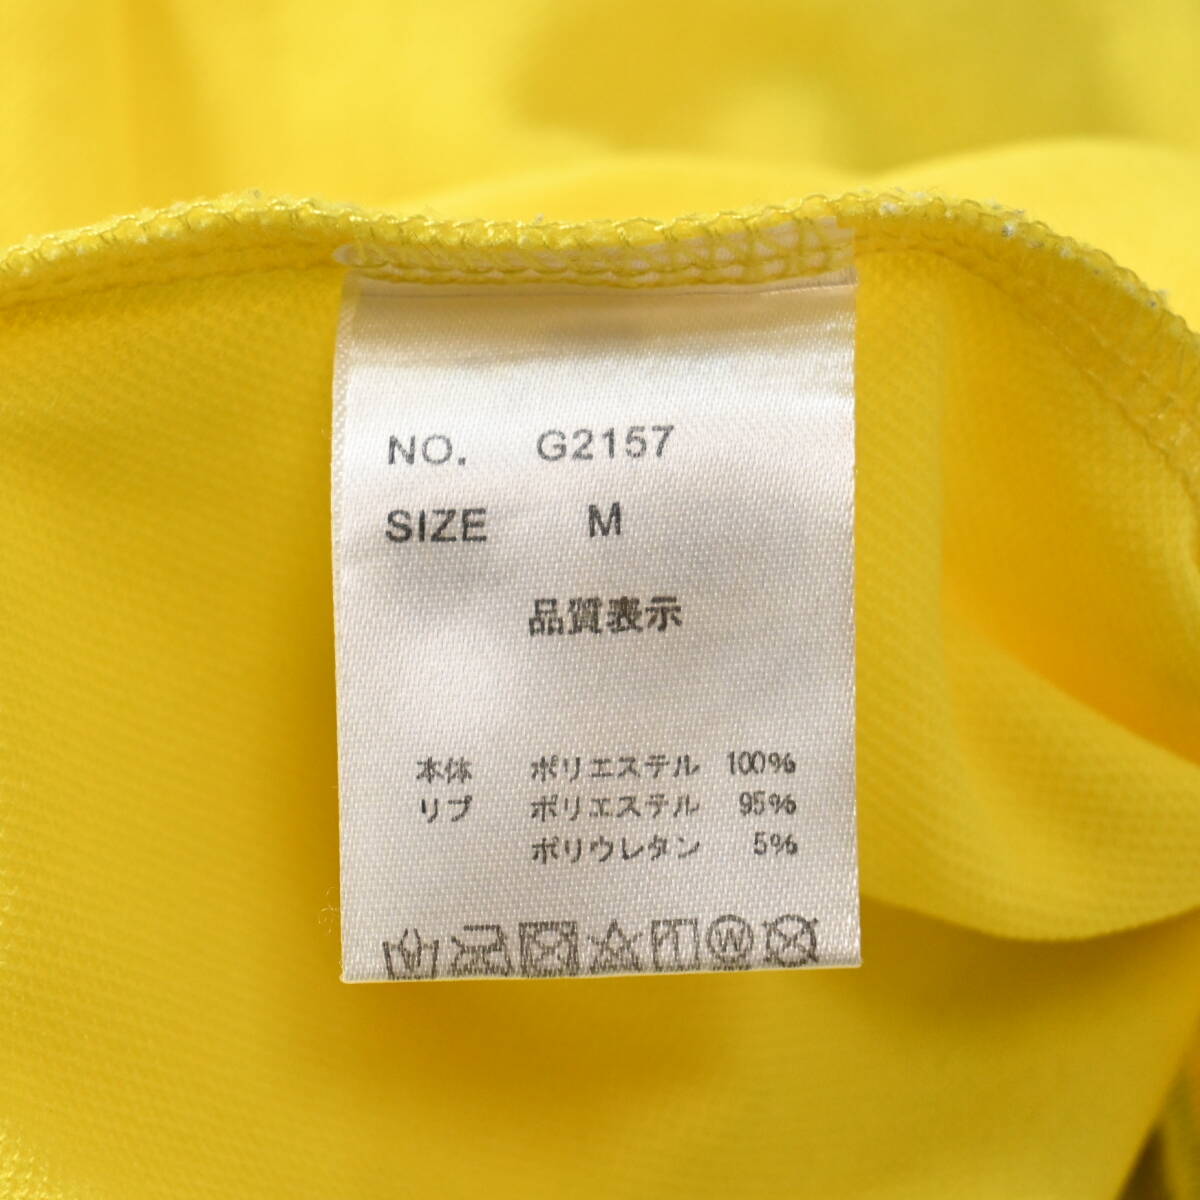 NO. G2157
SIZE M
品質表示
本体 ポリエステル 100%
リブ ポリエステル 95%
ポリウレタン 5%
W